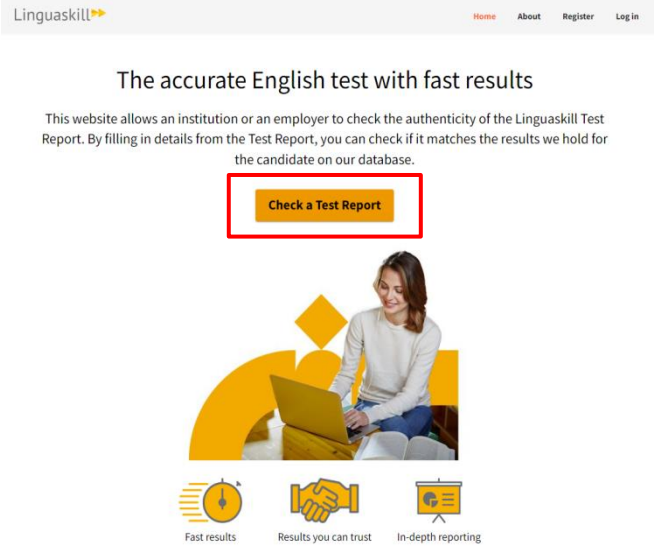 Linguaskill
Home About Register Log in
The accurate English test with fast results
This website allows an institution or an employer to check the authenticity of the Linguaskill Test
Report. By filling in details from the Test Report, you can check if it matches the results we hold for
the candidate on our database.
Check a Test Report
Fast results Results you can trust In-depth reporting